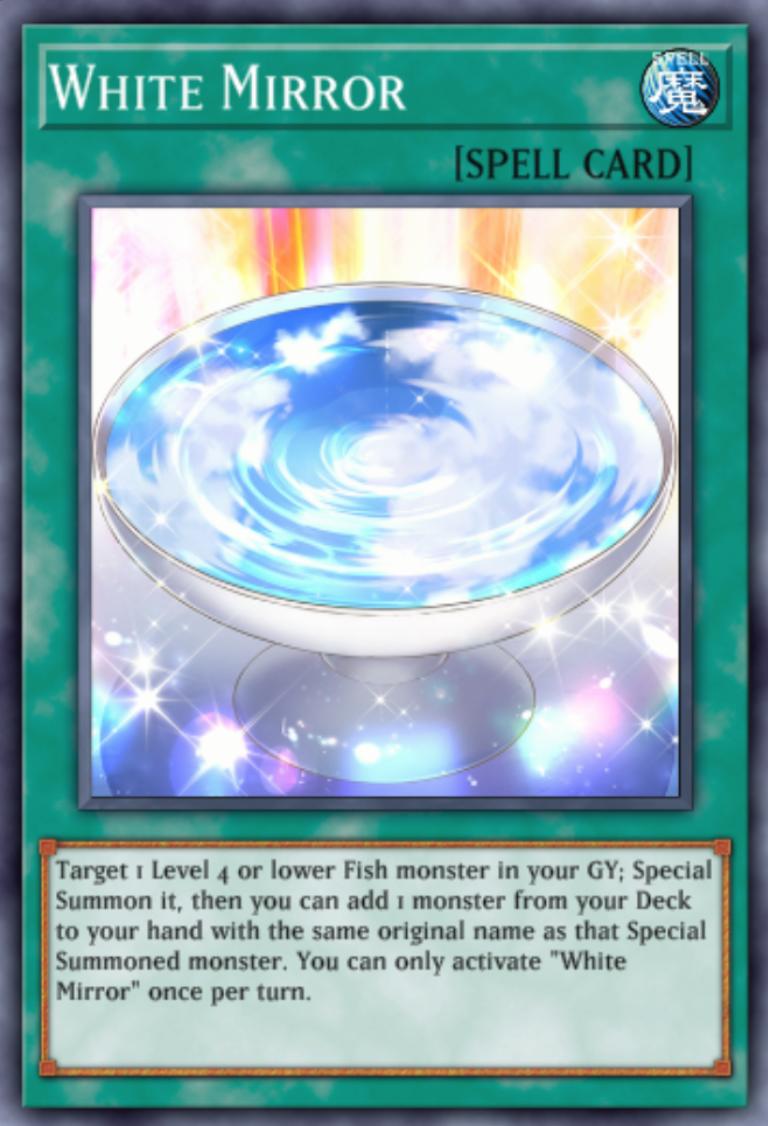 White Mirror
SPELL
魔
[SPELL CARD]
Target 1 Level 4 or lower Fish monster in your GY; Special
Summon it, then you can add 1 monster from your Deck
to your hand with the same original name as that Special
Summoned monster. You can only activate "White
Mirror" once per turn.